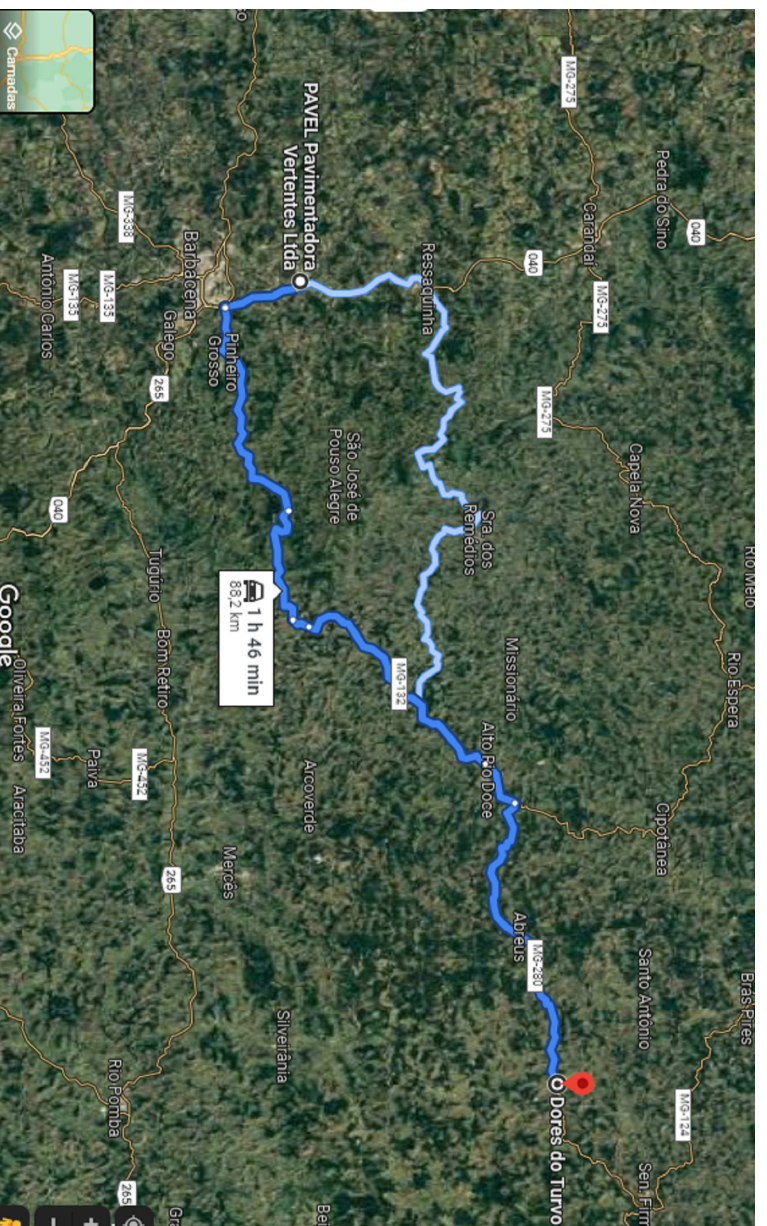 MG-275
Pedra do Sino
040
Carandaí
MG-275
040
MG-275
Capela Nova
Rio Melo
Rio Espera
Cipotânea
Santo Antônio
Brás Pires
MG-124
PAVEL Pavimentadora
Vertentes Ltda
Ressaquinha
Sra. dos
Remédios
São José de
Pouso Alegre
Missionário
MG-132
Alto Rio Doce
Abreus
MG-280
Dores do Turvo
MG-338
Barbacena
Pinheiro
Grosso
Galego
265
MG-135
MG-135
Antônio Carlos
1 h 46 min
88,2 km
Arcoverde
Mercês
Silveirânia
040
Tugúrio
Bom Retiro
265
MG-452
MG-452
Paiva
Oliveira Fortes
Aracitaba
Rio Pomba
265
Camadas
Google